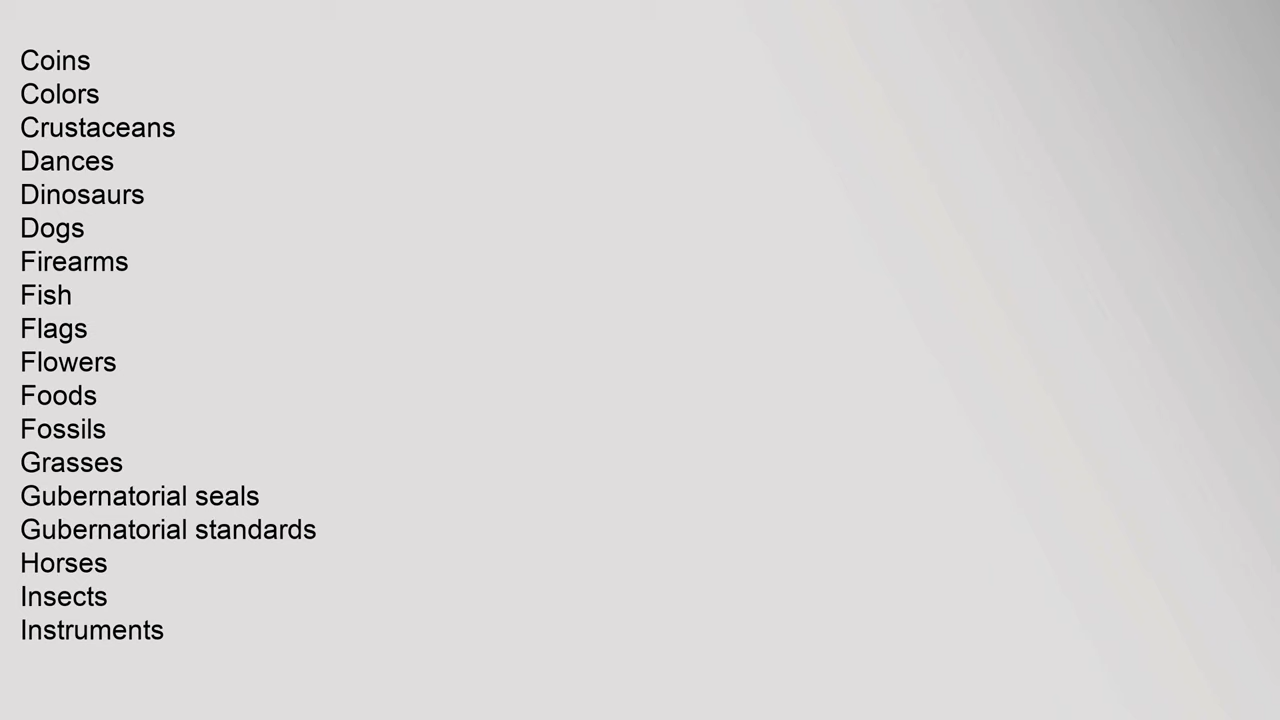 Coins
Colors
Crustaceans
Dances
Dinosaurs
Dogs
Firearms
Fish
Flags
Flowers
Foods
Fossils
Grasses
Gubernatorial seals
Gubernatorial standards
Horses
Insects
Instruments